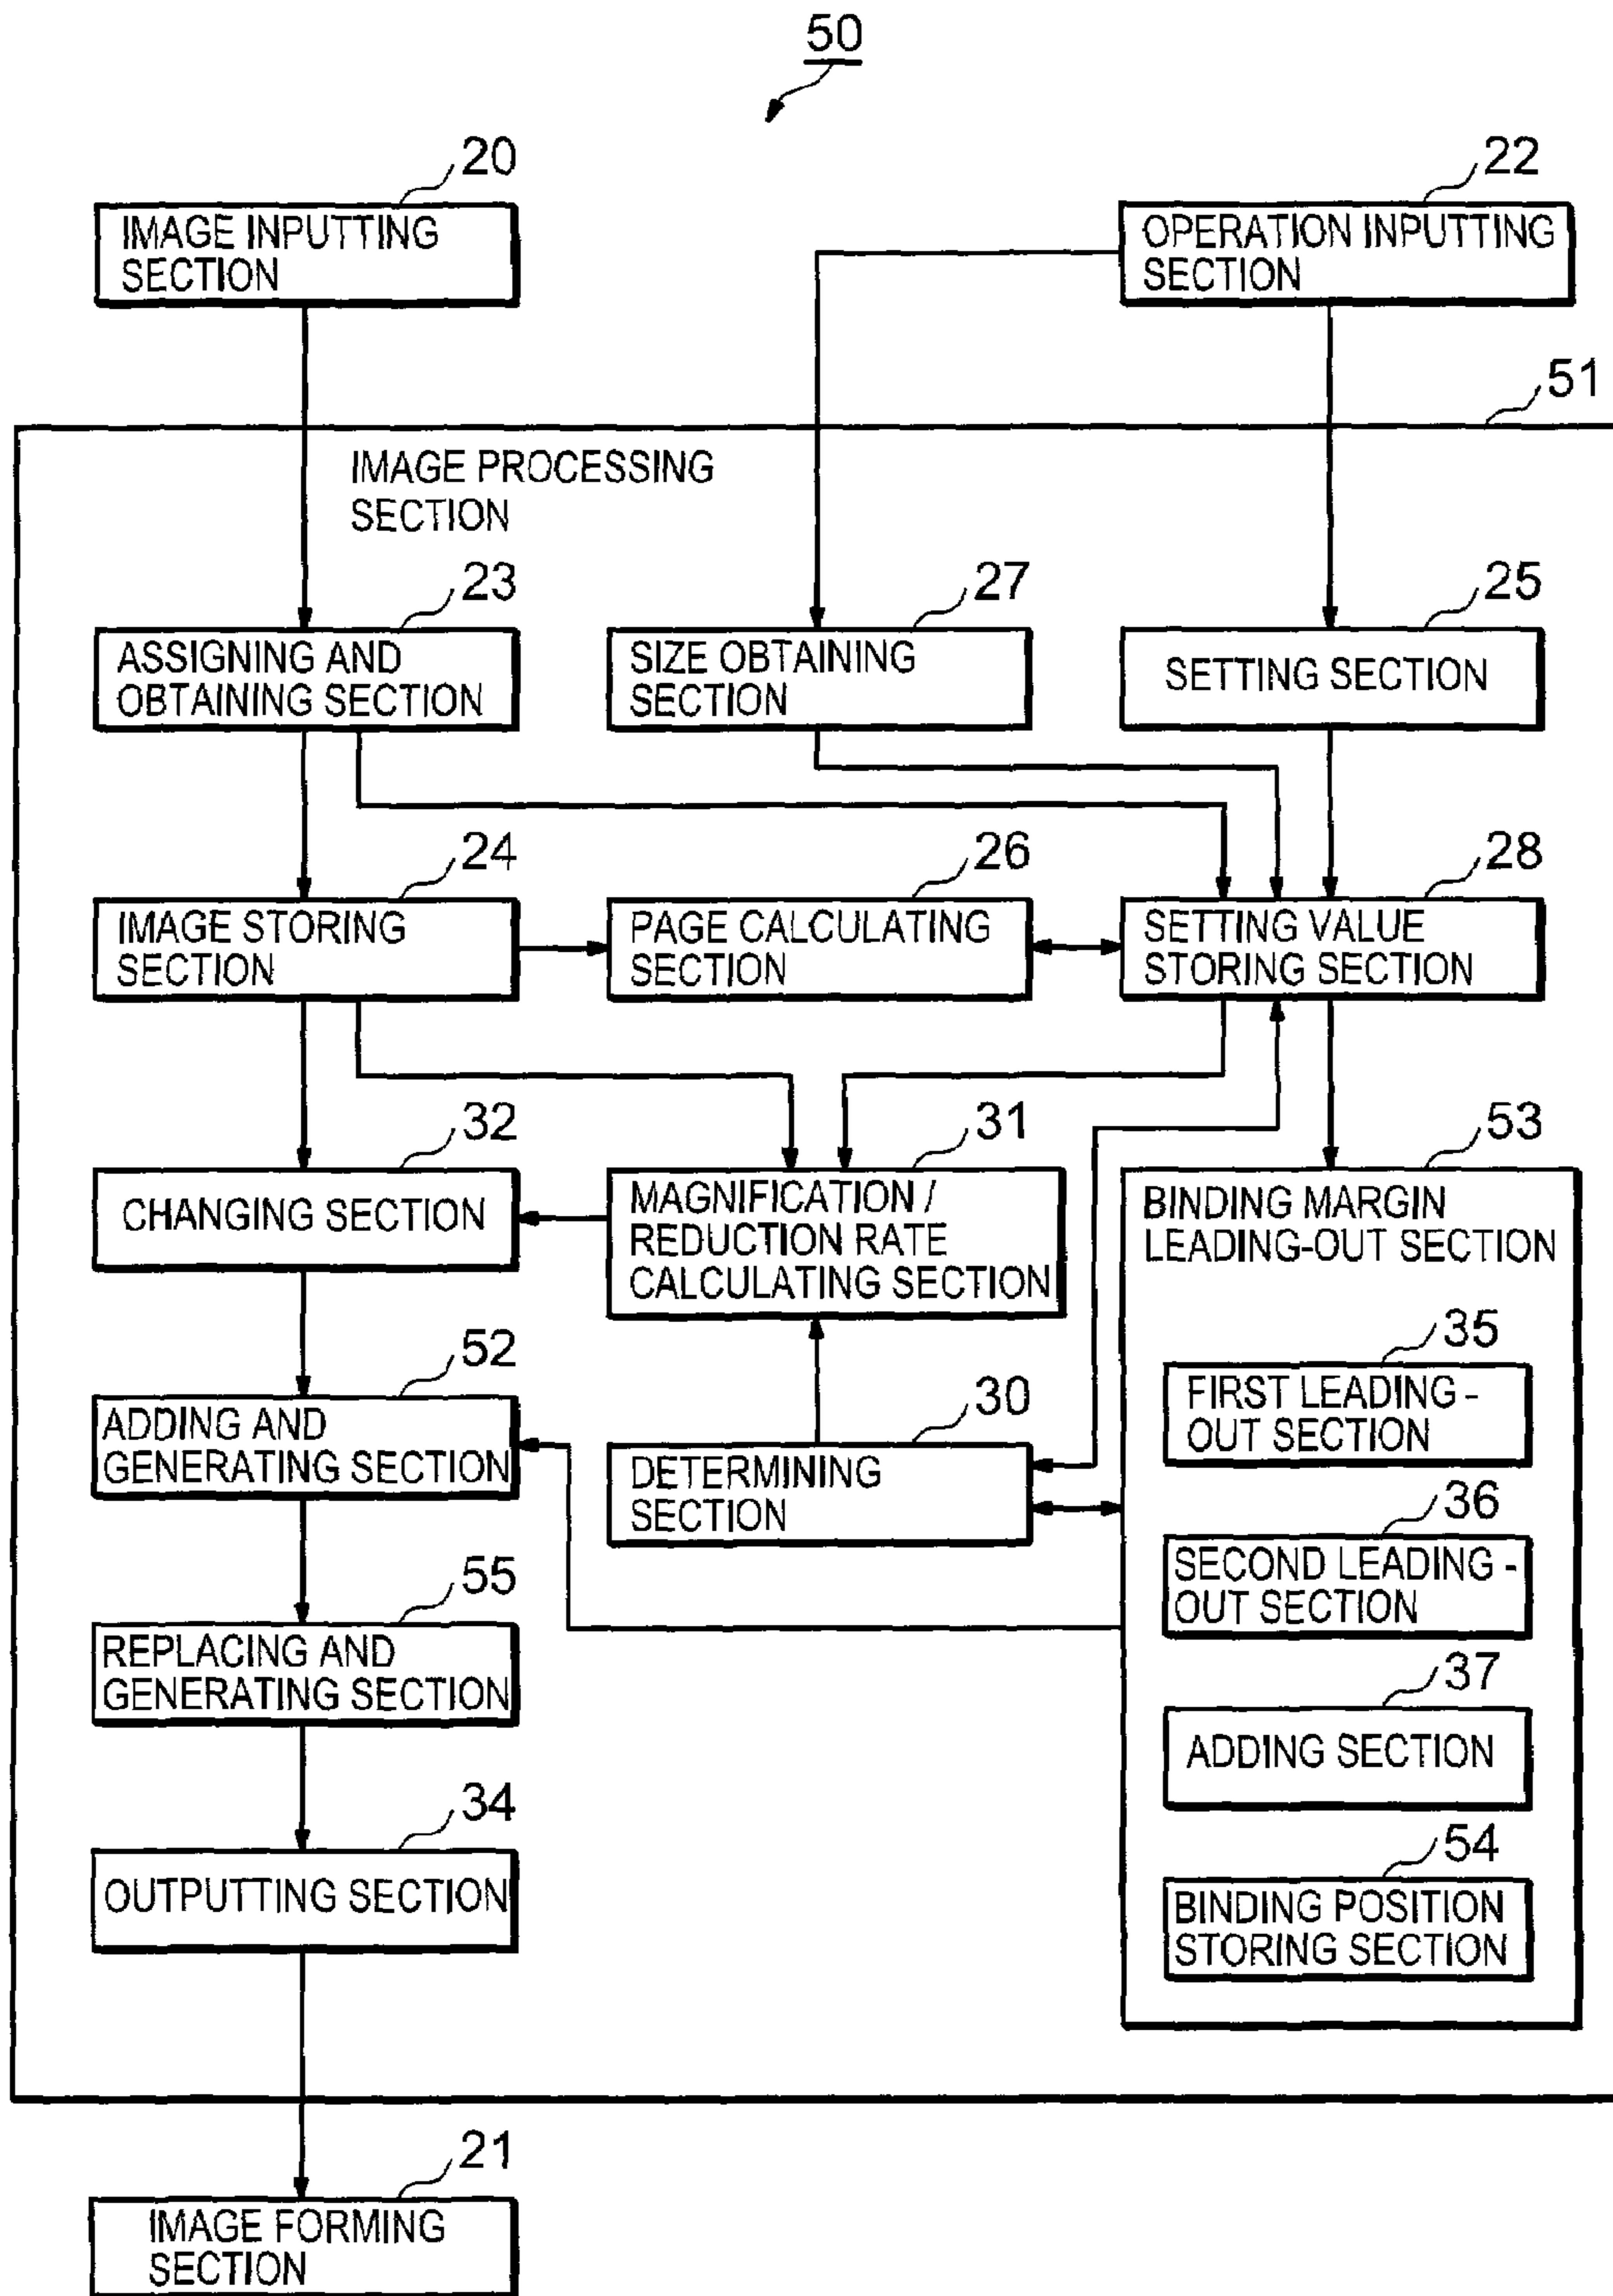 50
20
IMAGE INPUTTING
SECTION
22
OPERATION INPUTTING
SECTION
51
IMAGE PROCESSING
SECTION
23
ASSIGNING AND
OBTAINING SECTION
27
SIZE OBTAINING
SECTION
25
SETTING SECTION
24
IMAGE STORING
SECTION
26
PAGE CALCULATING
SECTION
28
SETTING VALUE
STORING SECTION
32
CHANGING SECTION
31
MAGNIFICATION /
REDUCTION RATE
CALCULATING SECTION
53
BINDING MARGIN
LEADING-OUT SECTION
52
ADDING AND
GENERATING SECTION
30
DETERMINING
SECTION
35
FIRST LEADING -
OUT SECTION
36
SECOND LEADING -
OUT SECTION
55
REPLACING AND
GENERATING SECTION
37
ADDING SECTION
34
OUTPUTTING SECTION
54
BINDING POSITION
STORING SECTION
21
IMAGE FORMING
SECTION